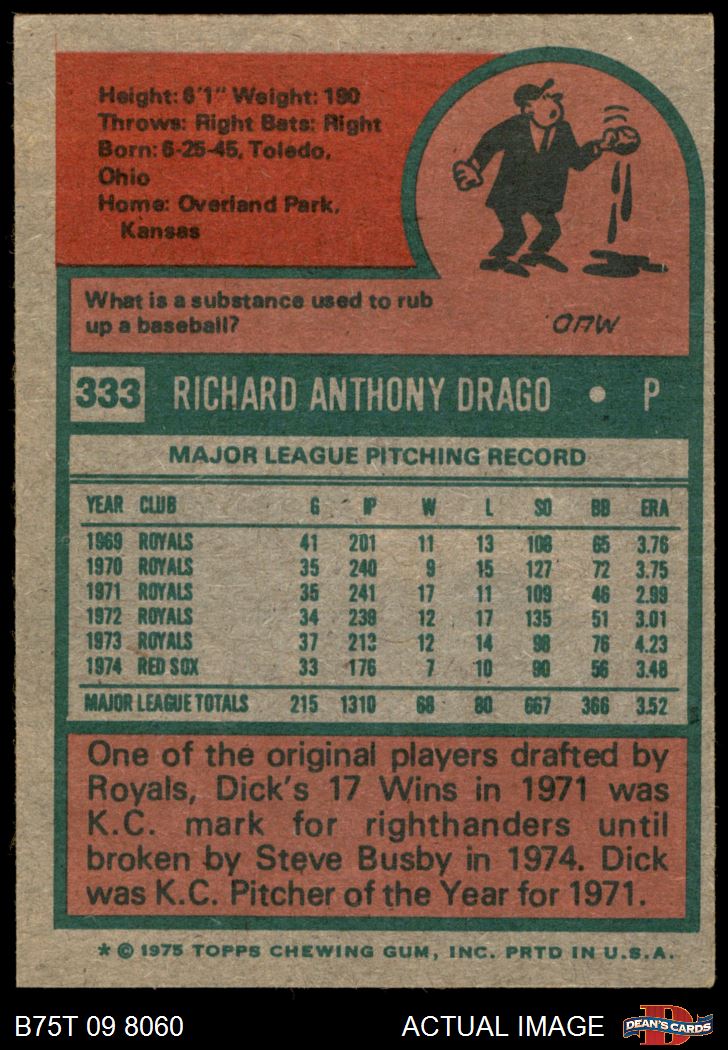 Height: 6'1" Weight: 190
Throws: Right Bats: Right
Born: 6-25-45, Toledo,
Ohio
Home: Overland Park,
Kansas
What is a substance used to rub
up a baseball?
333 RICHARD ANTHONY DRAGO • P
MAJOR LEAGUE PITCHING RECORD
YEAR CLUB G IP W L SO BB ERA
1969 ROYALS 41 201 11 13 108 65 3.76
1970 ROYALS 35 240 9 15 127 72 3.75
1971 ROYALS 35 241 17 11 109 46 2.99
1972 ROYALS 34 239 12 17 135 51 3.01
1973 ROYALS 37 213 12 14 98 76 4.23
1974 RED SOX 33 176 7 10 90 56 3.48
MAJOR LEAGUE TOTALS 215 1310 68 80 667 366 3.52
One of the original players drafted by
Royals, Dick's 17 Wins in 1971 was
K.C. mark for righthanders until
broken by Steve Busby in 1974. Dick
was K.C. Pitcher of the Year for 1971.
* © 1975 TOPPS CHEWING GUM, INC. PRTD IN U.S.A.
B75T 09 8060 ACTUAL IMAGE
D
DEAN'S CARDS